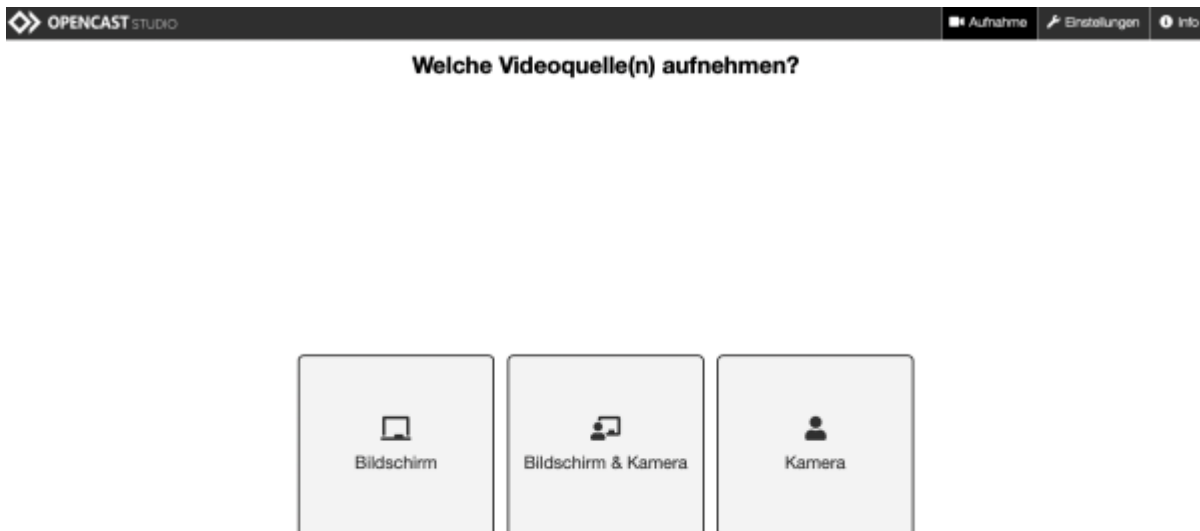 OPENCAST STUDIO Aufnahme Einstellungen Info
Welche Videoquelle(n) aufnehmen?
Bildschirm Bildschirm & Kamera Kamera